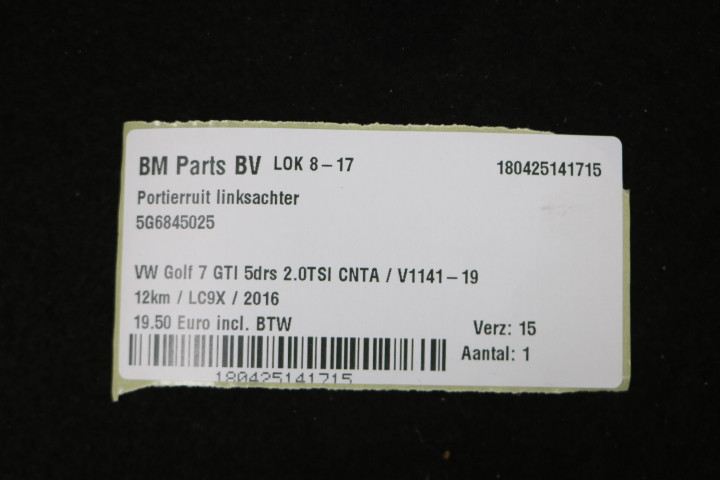 BM Parts BV LOK 8-17 180425141715
Portierruit linksachter
5G6845025
VW Golf 7 GTI 5drs 2.0TSI CNTA / V1141-19
12km / LC9X / 2016
19.50 Euro incl. BTW Verz: 15
Aantal: 1
180425141715